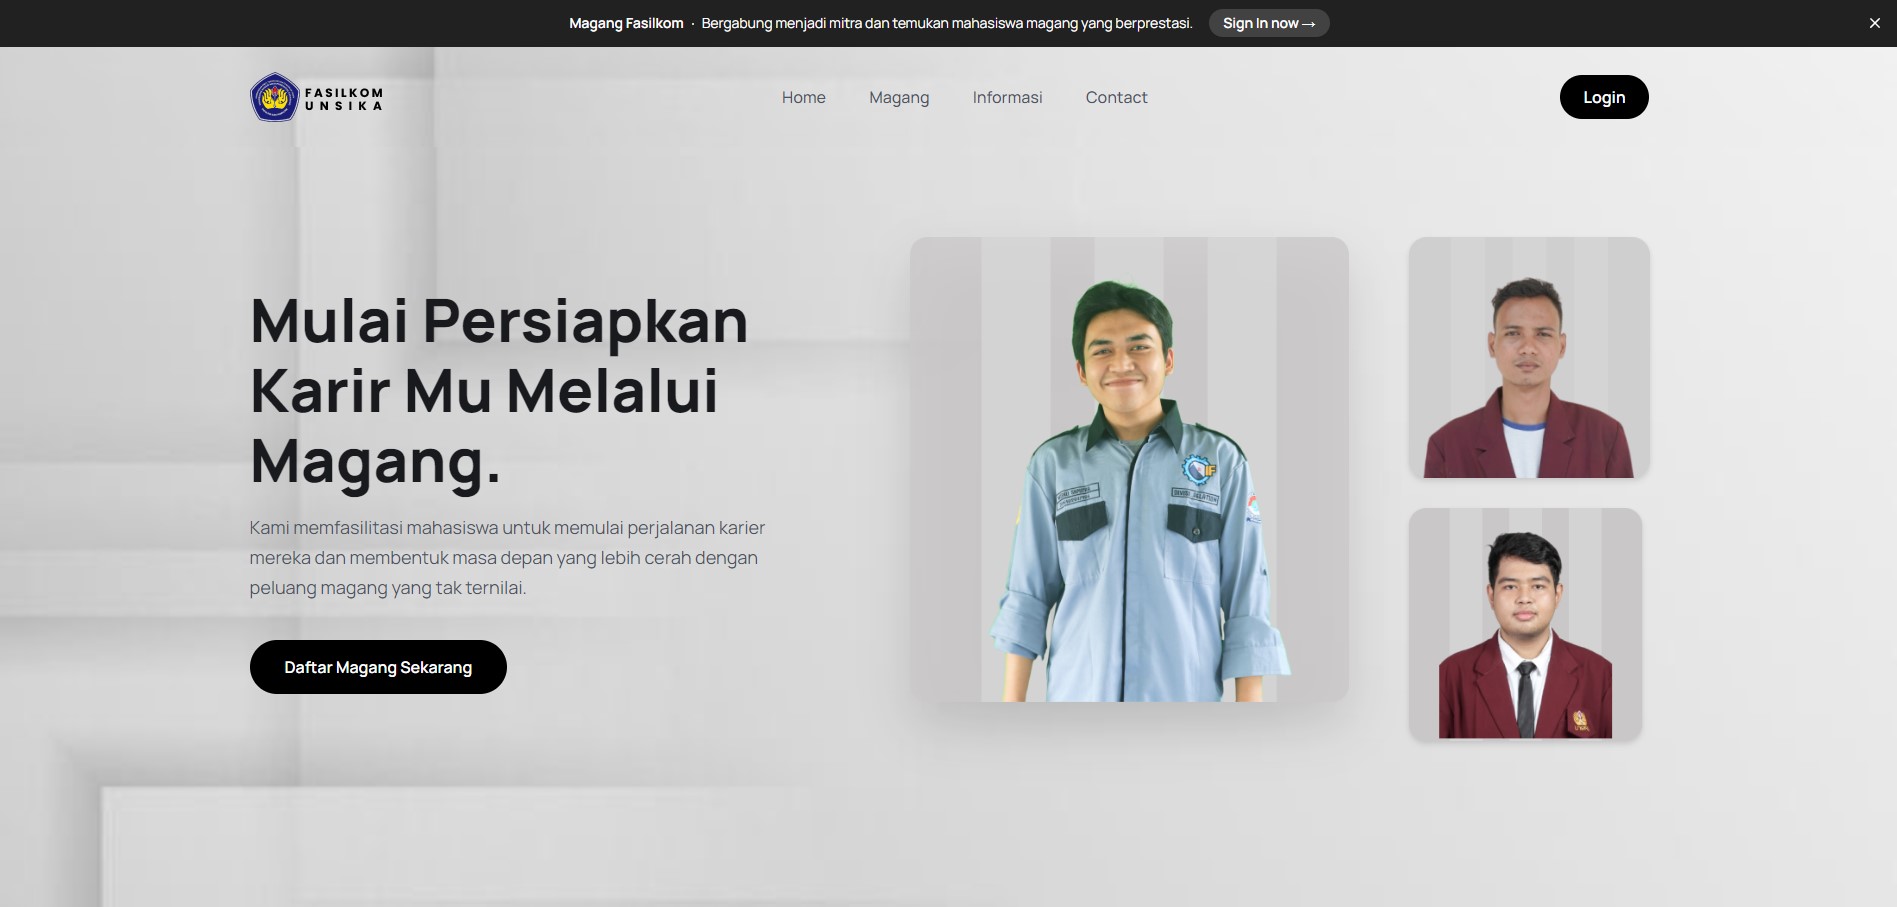 Magang Fasilkom · Bergabung menjadi mitra dan temukan mahasiswa magang yang berprestasi. Sign In now →
FASILKOM
UNSIKA
Home Magang Informasi Contact
Login
Mulai Persiapkan
Karir Mu Melalui
Magang.
Kami memfasilitasi mahasiswa untuk memulai perjalanan karier
mereka dan membentuk masa depan yang lebih cerah dengan
peluang magang yang tak ternilai.
Daftar Magang Sekarang
IF